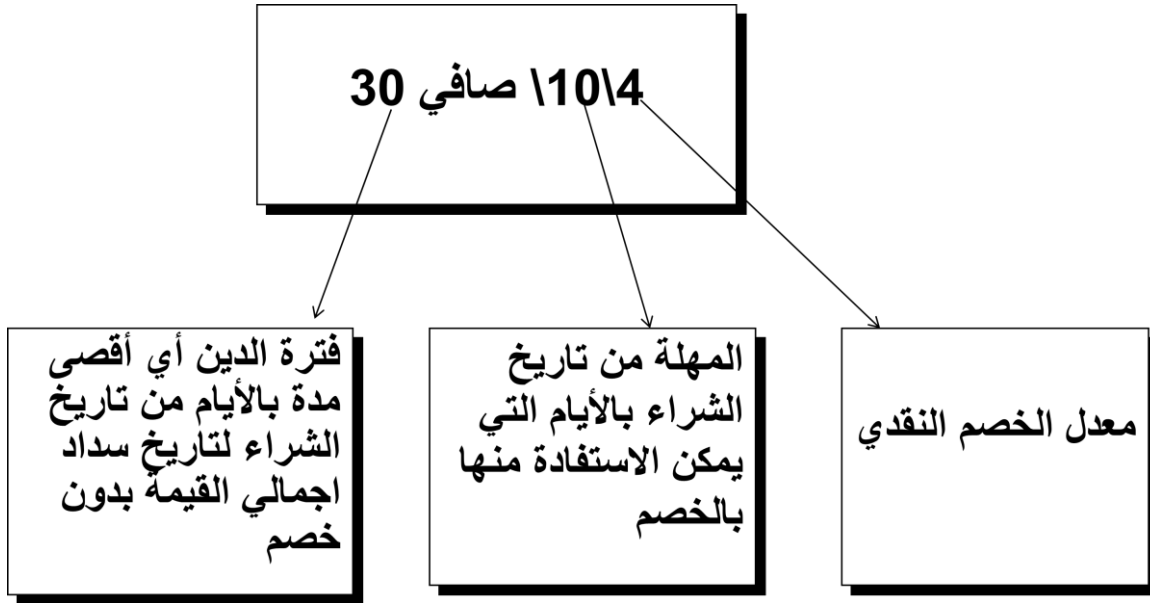 4\10\ صافي 30
معدل الخصم النقدي
المهلة من تاريخ
الشراء بالأيام التي
يمكن الاستفادة منها
بالخصم
فترة الدين أي أقصى
مدة بالأيام من تاريخ
الشراء لتاريخ سداد
اجمالي القيمة بدون
خصم